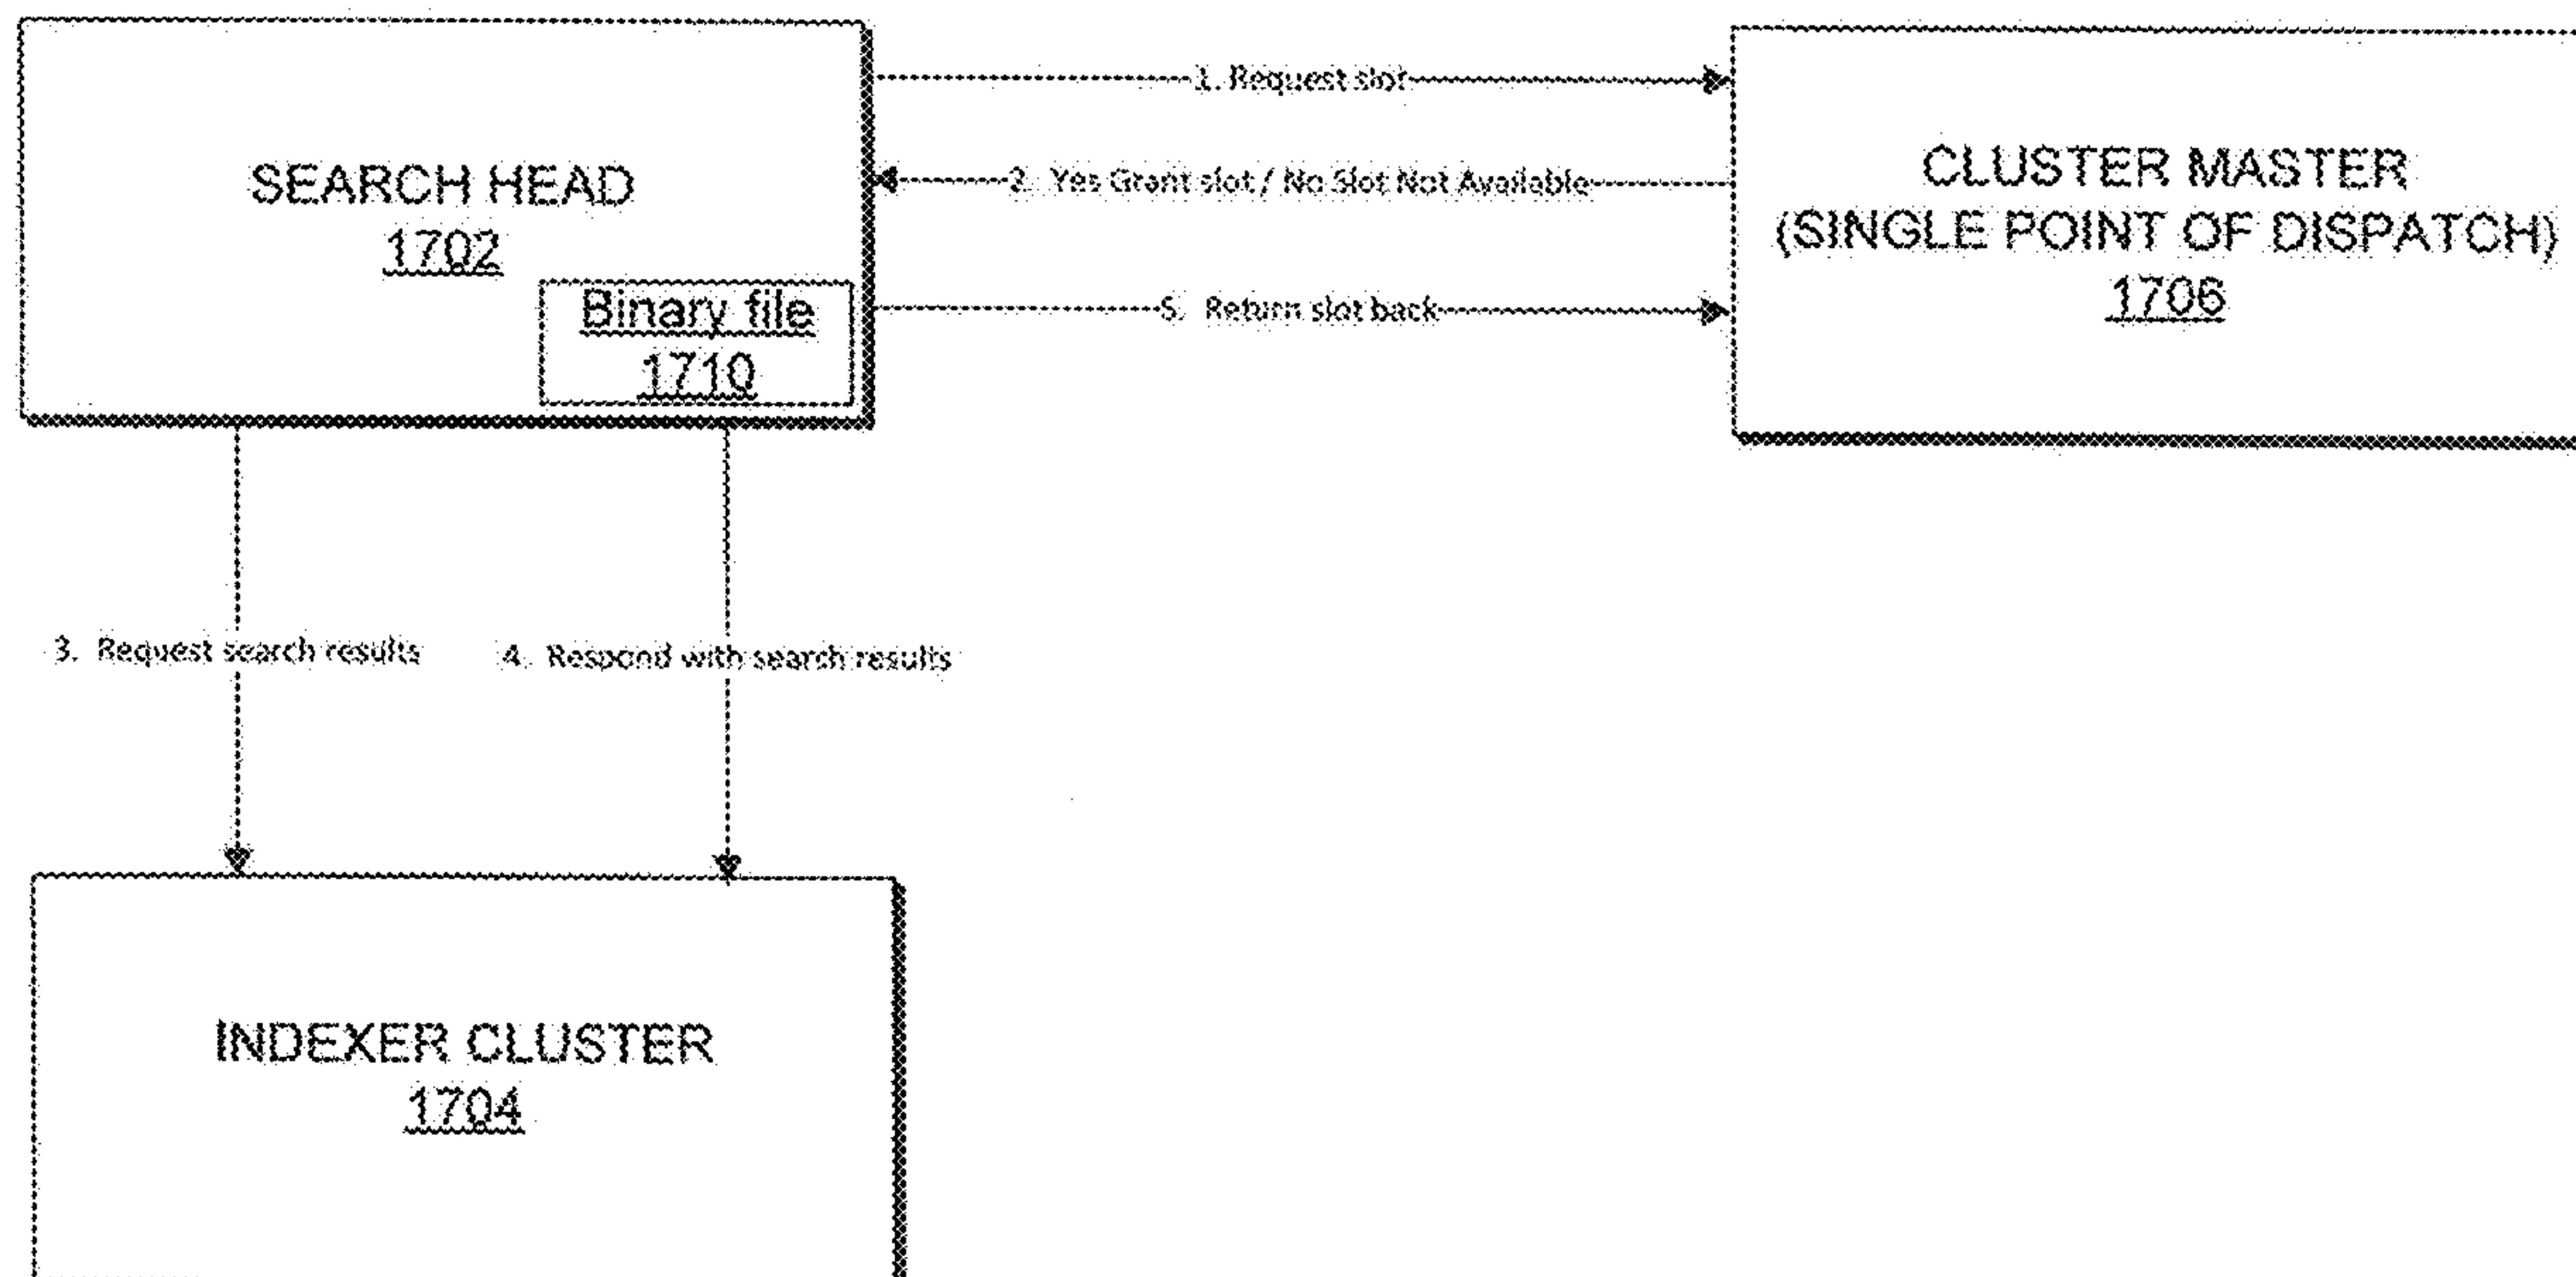 SEARCH HEAD
1702
Binary file
1710
1. Request slot
2. Yes Grant slot / No Slot Not Available
5. Return slot back
CLUSTER MASTER
(SINGLE POINT OF DISPATCH)
1706
3. Request search results
4. Respond with search results
INDEXER CLUSTER
1704